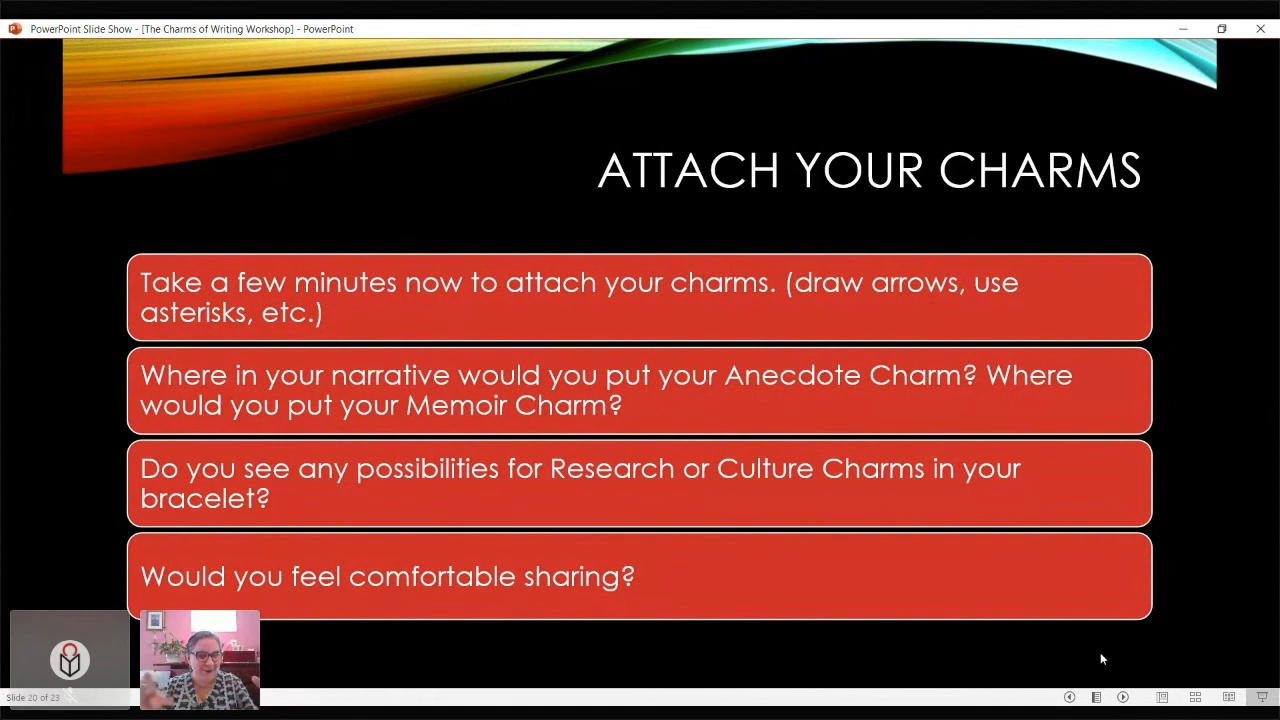 PowerPoint Slide Show - [The Charms of Writing Workshop] - PowerPoint
ATTACH YOUR CHARMS
Take a few minutes now to attach your charms. (draw arrows, use
asterisks, etc.)
Where in your narrative would you put your Anecdote Charm? Where
would you put your Memoir Charm?
Do you see any possibilities for Research or Culture Charms in your
bracelet?
Would you feel comfortable sharing?
Slide 20 of 23